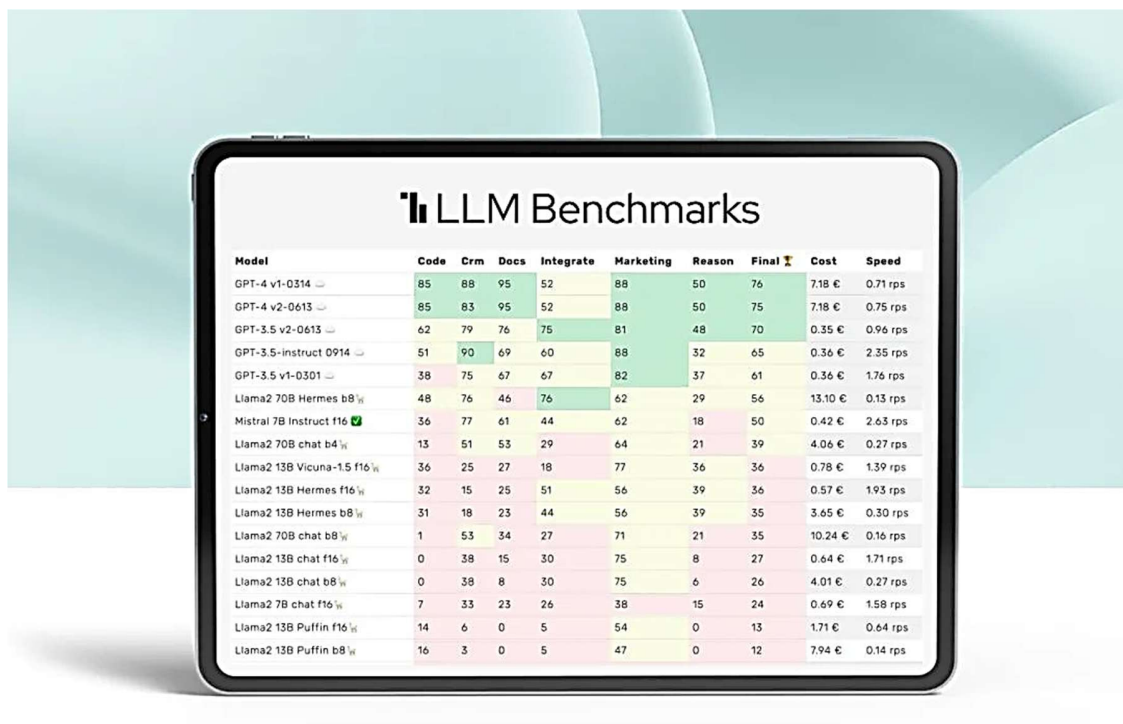 LLM Benchmarks
Model Code Crm Docs Integrate Marketing Reason Final 🏆 Cost Speed
GPT-4 v1-0314 ☁️ 85 88 95 52 88 50 76 7.18 € 0.71 rps
GPT-4 v2-0613 ☁️ 85 83 95 52 88 50 75 7.18 € 0.75 rps
GPT-3.5 v2-0613 ☁️ 62 79 76 75 81 48 70 0.35 € 0.96 rps
GPT-3.5-instruct 0914 ☁️ 51 90 69 60 88 32 65 0.36 € 2.35 rps
GPT-3.5 v1-0301 ☁️ 38 75 67 67 82 37 61 0.36 € 1.76 rps
Llama2 70B Hermes b8🦙 48 76 46 76 62 29 56 13.10 € 0.13 rps
Mistral 7B Instruct f16 ✅ 36 77 61 44 62 18 50 0.42 € 2.63 rps
Llama2 70B chat b4🦙 13 51 53 29 64 21 39 4.06 € 0.27 rps
Llama2 13B Vicuna-1.5 f16🦙 36 25 27 18 77 36 36 0.78 € 1.39 rps
Llama2 13B Hermes f16🦙 32 15 25 51 56 39 36 0.57 € 1.93 rps
Llama2 13B Hermes b8🦙 31 18 23 44 56 39 35 3.65 € 0.30 rps
Llama2 70B chat b8🦙 1 53 34 27 71 21 35 10.24 € 0.16 rps
Llama2 13B chat f16🦙 0 38 15 30 75 8 27 0.64 € 1.71 rps
Llama2 13B chat b8🦙 0 38 8 30 75 6 26 4.01 € 0.27 rps
Llama2 7B chat f16🦙 7 33 23 26 38 15 24 0.69 € 1.58 rps
Llama2 13B Puffin f16🦙 14 6 0 5 54 0 13 1.71 € 0.64 rps
Llama2 13B Puffin b8🦙 16 3 0 5 47 0 12 7.94 € 0.14 rps